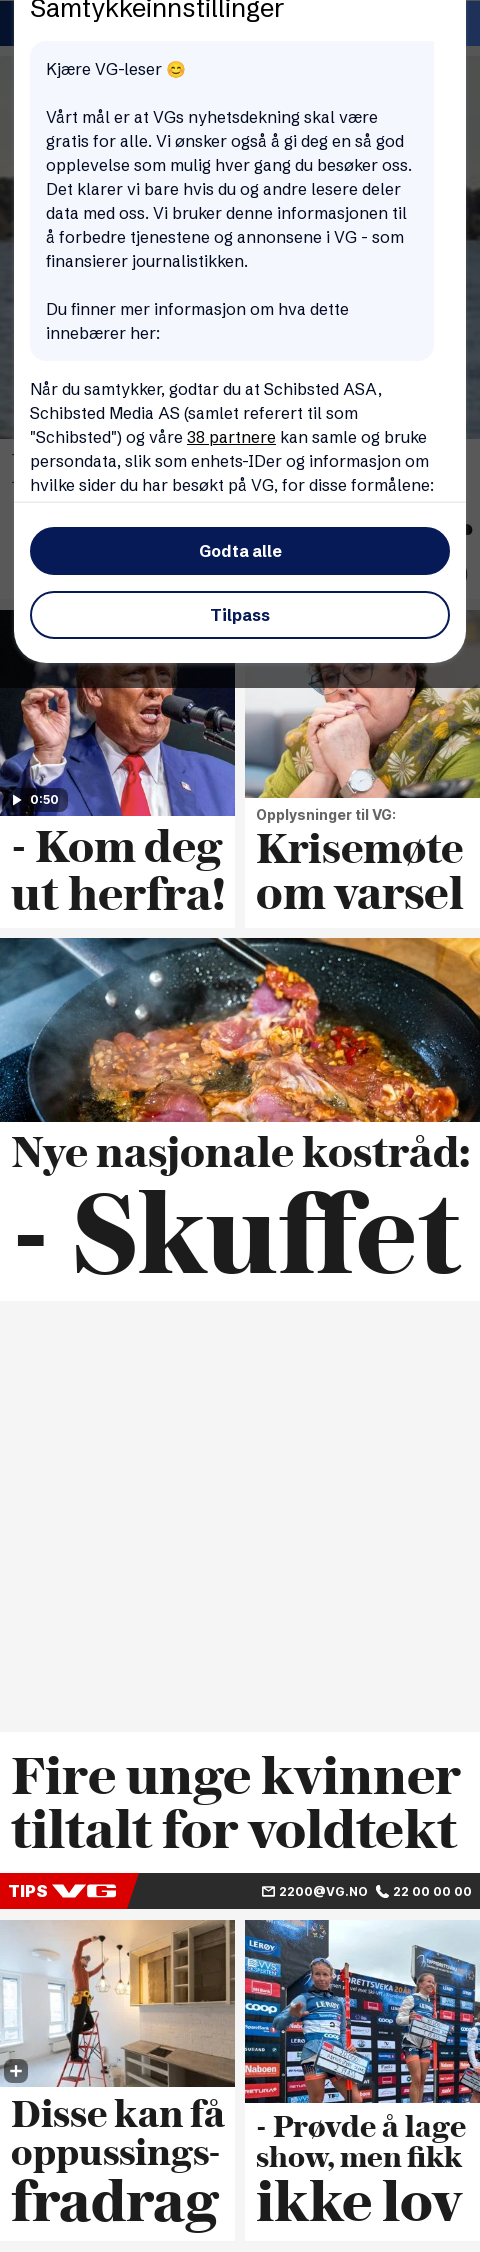 Samtykkeinnstillinger
Kjære VG-leser 😊
Vårt mål er at VGs nyhetsdekning skal være
gratis for alle. Vi ønsker også å gi deg en så god
opplevelse som mulig hver gang du besøker oss.
Det klarer vi bare hvis du og andre lesere deler
data med oss. Vi bruker denne informasjonen til
å forbedre tjenestene og annonsene i VG - som
finansierer journalistikken.
Du finner mer informasjon om hva dette
innebærer her:
Når du samtykker, godtar du at Schibsted ASA,
Schibsted Media AS (samlet referert til som
"Schibsted") og våre 38 partnere kan samle og bruke
persondata, slik som enhets-IDer og informasjon om
hvilke sider du har besøkt på VG, for disse formålene:
Godta alle
Tilpass
0:50
- Kom deg
ut herfra!
Opplysninger til VG:
Krisemøte
om varsel
Nye nasjonale kostråd:
- Skuffet
Fire unge kvinner
tiltalt for voldtekt
TIPS VG 2200@VG.NO 22 00 00 00
Disse kan få
oppussings-
fradrag
LERØY
coop
LERØY
coop
Naboen
- Prøvde å lage
show, men fikk
ikke lov